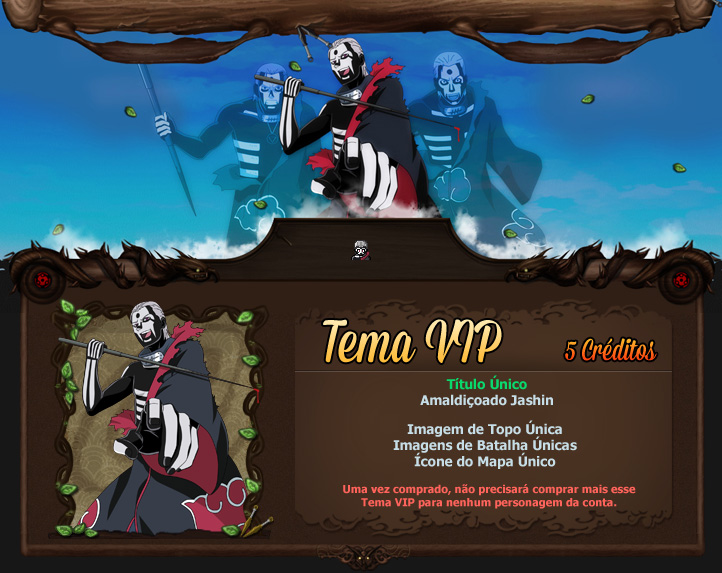 Tema VIP
5 Créditos
Título Único
Amaldiçoado Jashin
Imagem de Topo Única
Imagens de Batalha Únicas
Ícone do Mapa Único
Uma vez comprado, não precisará comprar mais esse
Tema VIP para nenhum personagem da conta.